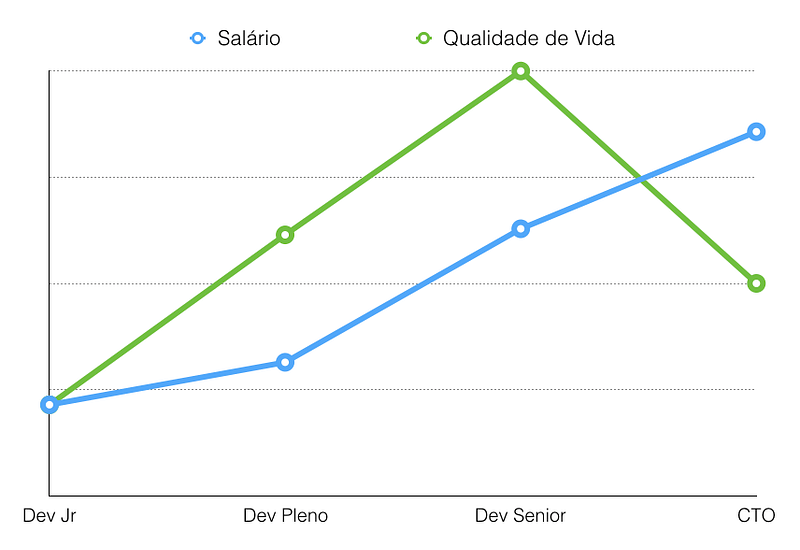 Salário
Qualidade de Vida
Dev Jr
Dev Pleno
Dev Senior
CTO